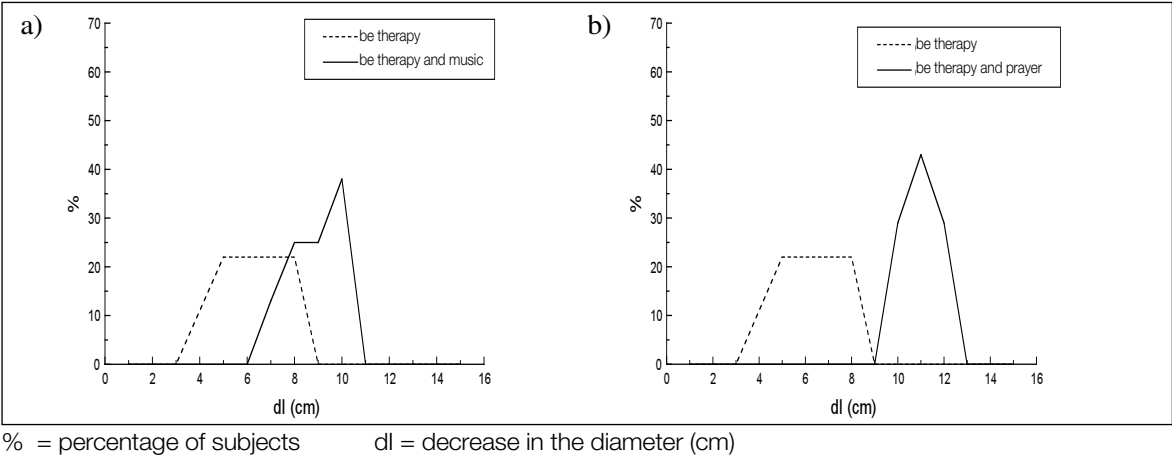 a)
70
60
50
40
30
20
10
0
%
0 2 4 6 8 10 12 14 16
dl (cm)
be therapy
be therapy and music
b)
70
60
50
40
30
20
10
0
%
0 2 4 6 8 10 12 14 16
dl (cm)
be therapy
be therapy and prayer
% = percentage of subjects dl = decrease in the diameter (cm)